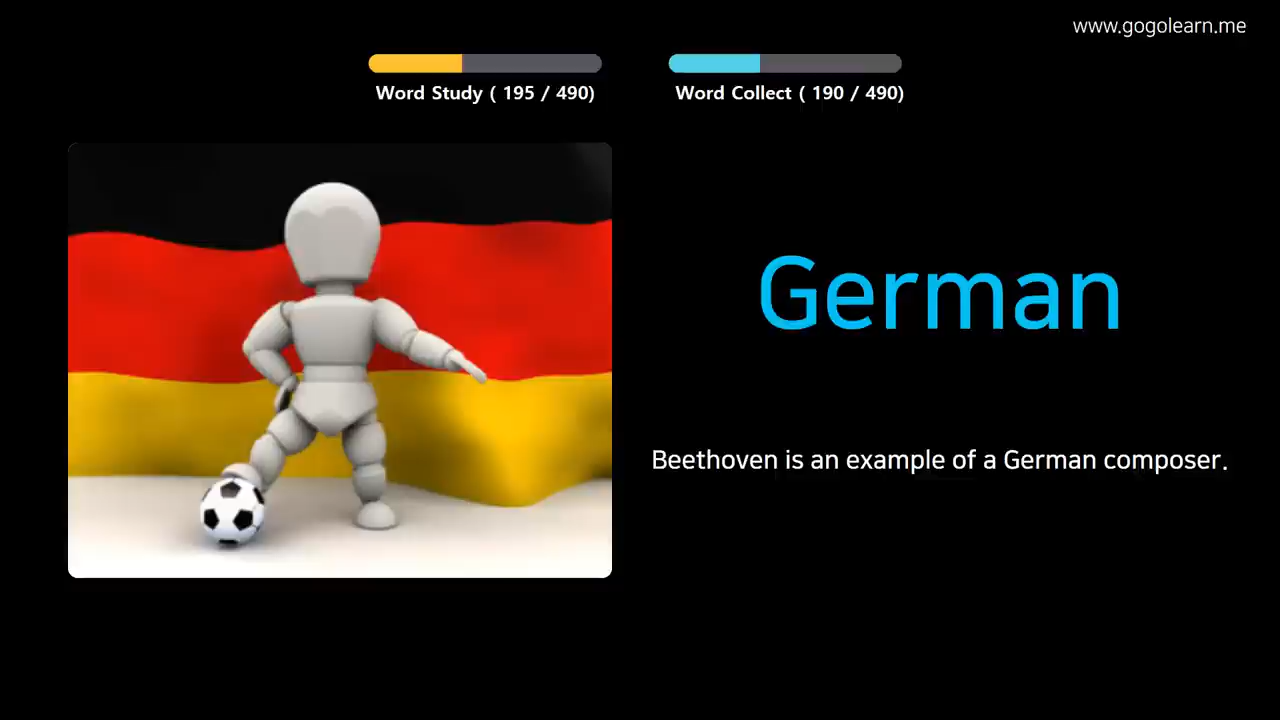 www.gogolearn.me
Word Study ( 195 / 490)
Word Collect ( 190 / 490)
German
Beethoven is an example of a German composer.